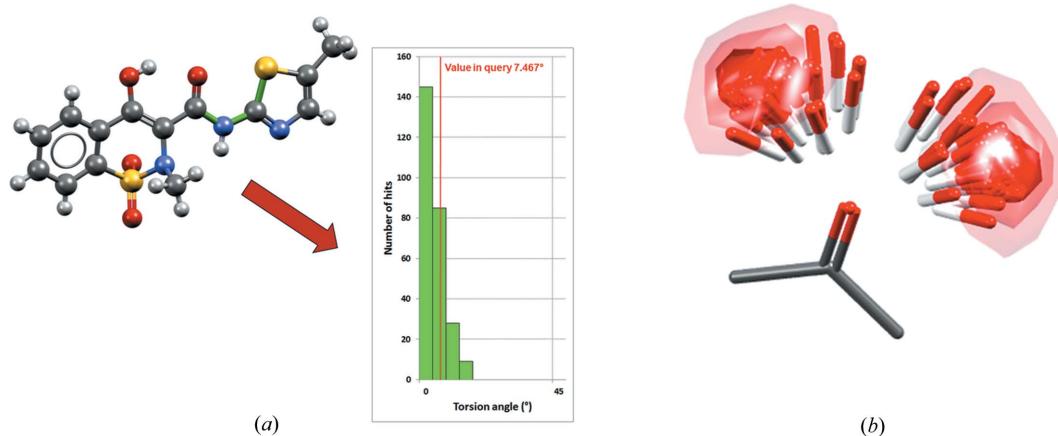 160
Value in query 7.467°
140
120
100
80
60
40
20
0
Number of hits
0 45
Torsion angle (°)
(a) (b)